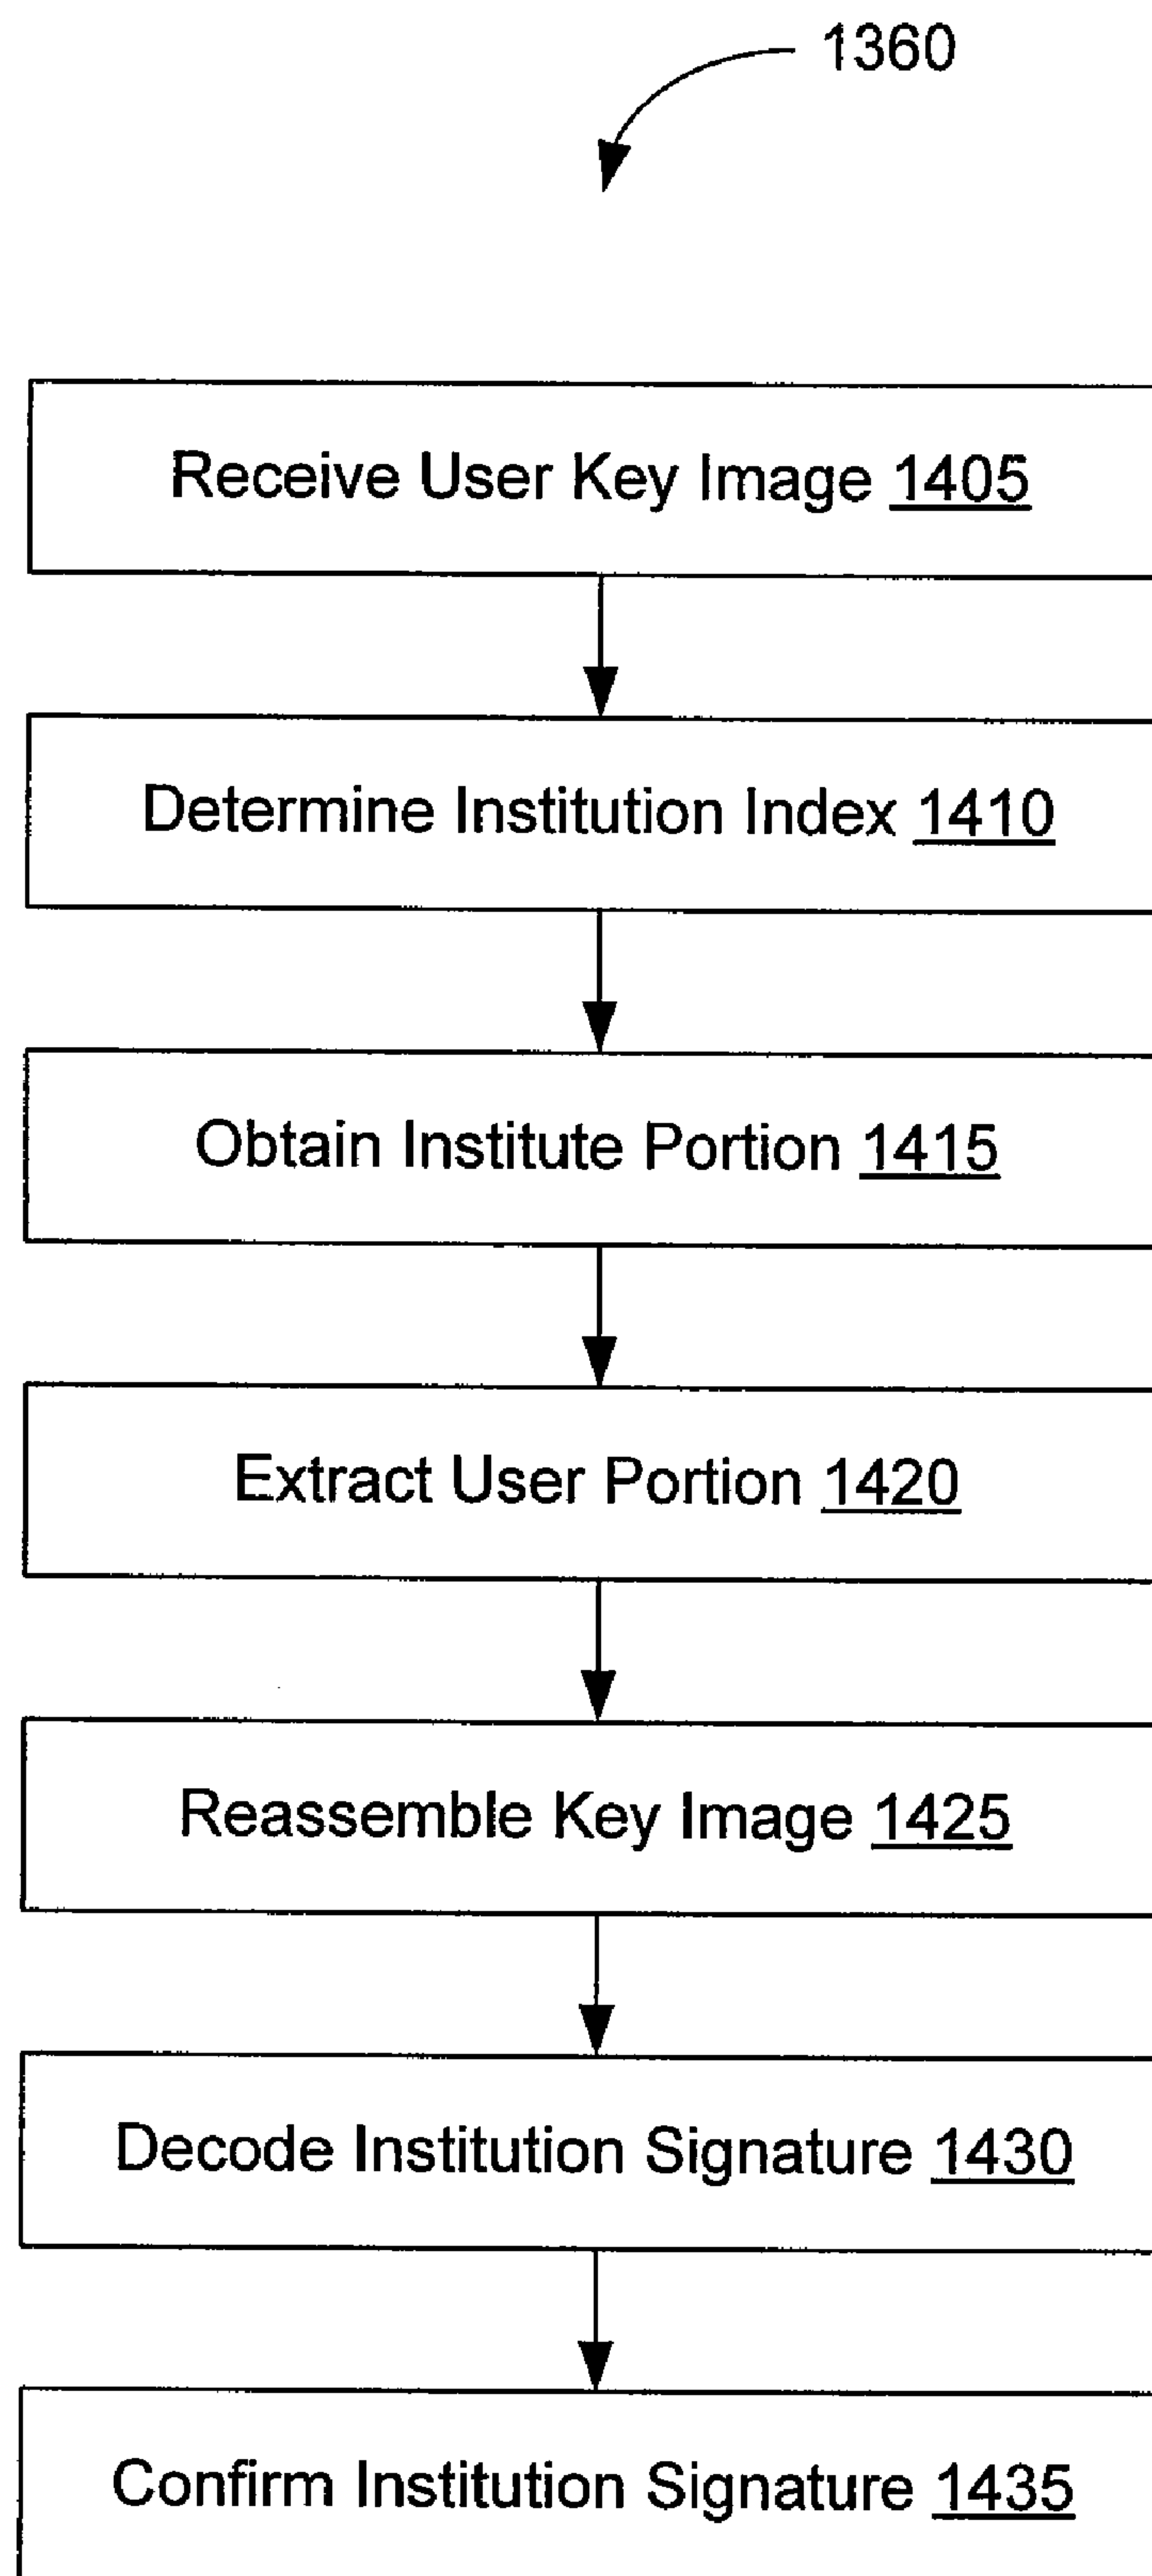 1360
Receive User Key Image 1405
Determine Institution Index 1410
Obtain Institute Portion 1415
Extract User Portion 1420
Reassemble Key Image 1425
Decode Institution Signature 1430
Confirm Institution Signature 1435